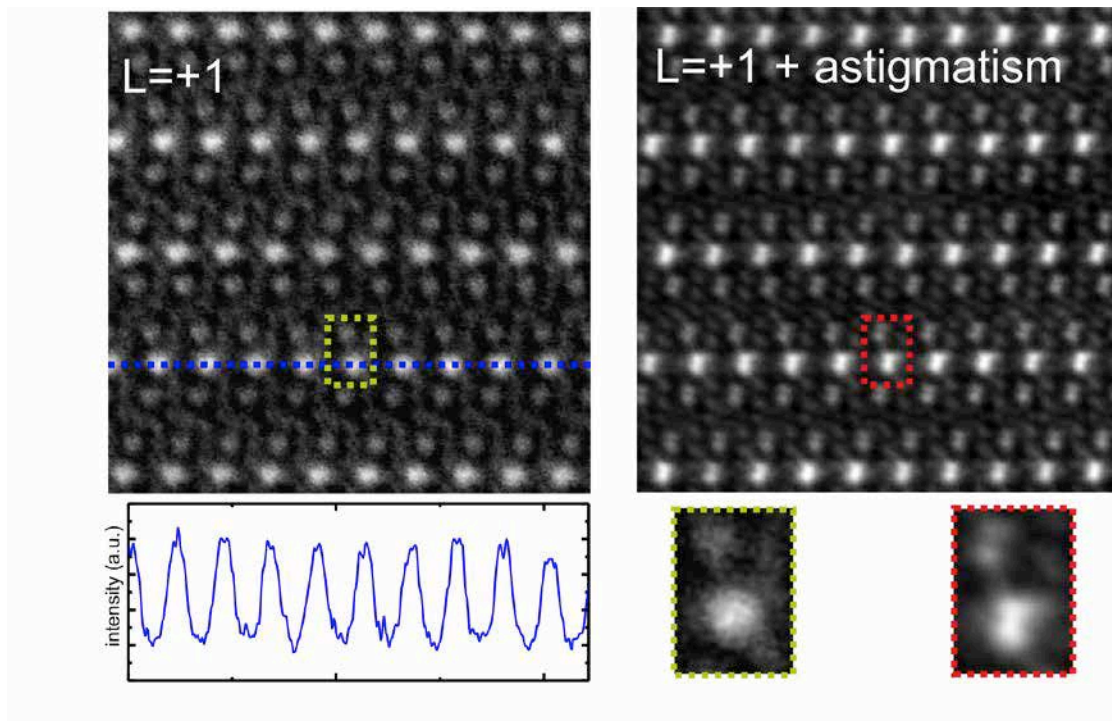 L=+1
L=+1 + astigmatism
intensity (a.u.)